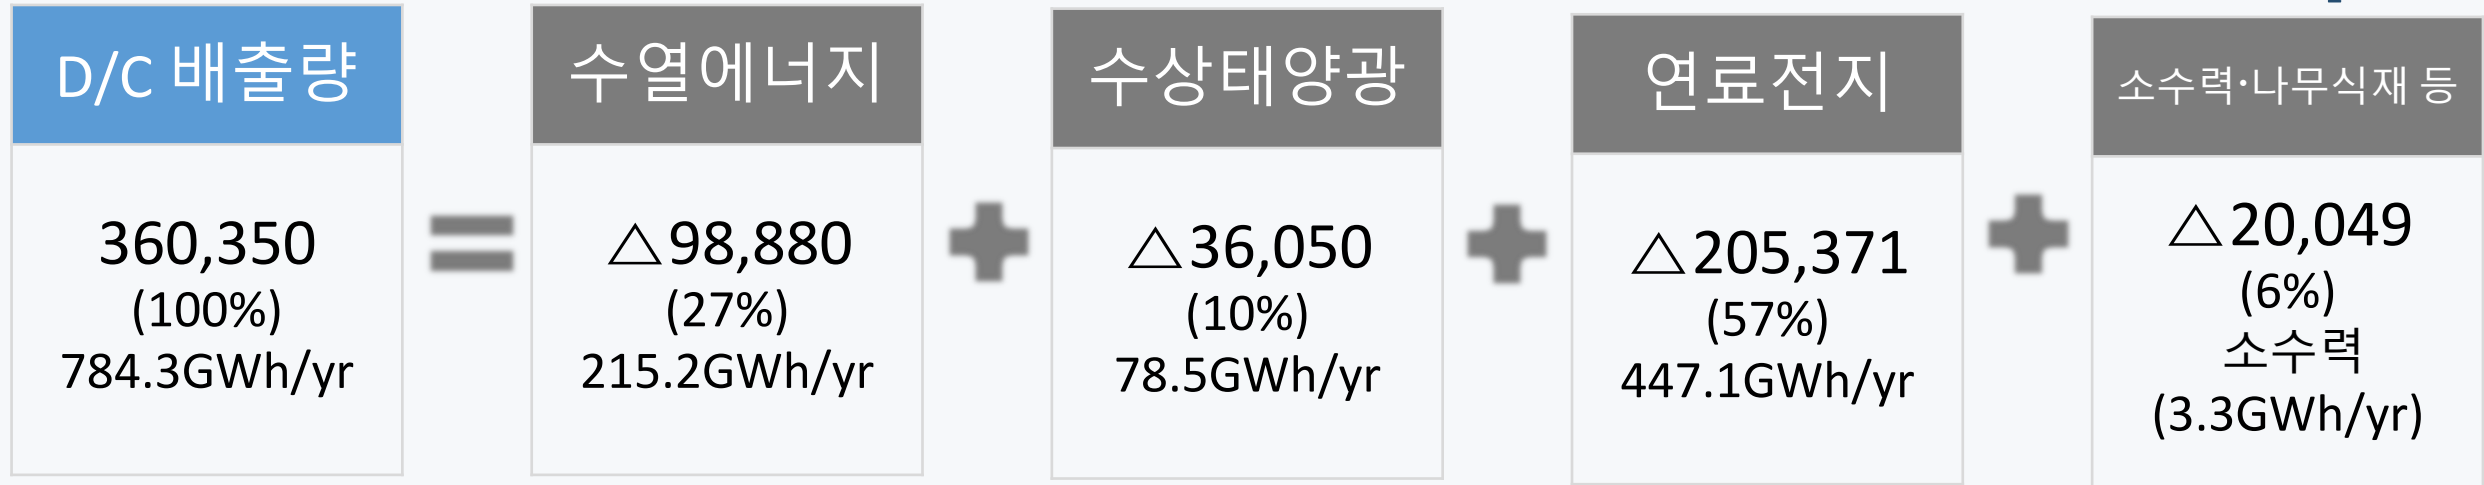 D/C 배출량
360,350
(100%)
784.3GWh/yr
=
수열에너지
△98,880
(27%)
215.2GWh/yr
+
수상태양광
△36,050
(10%)
78.5GWh/yr
+
연료전지
△205,371
(57%)
447.1GWh/yr
+
소수력·나무식재 등
△20,049
(6%)
소수력
(3.3GWh/yr)